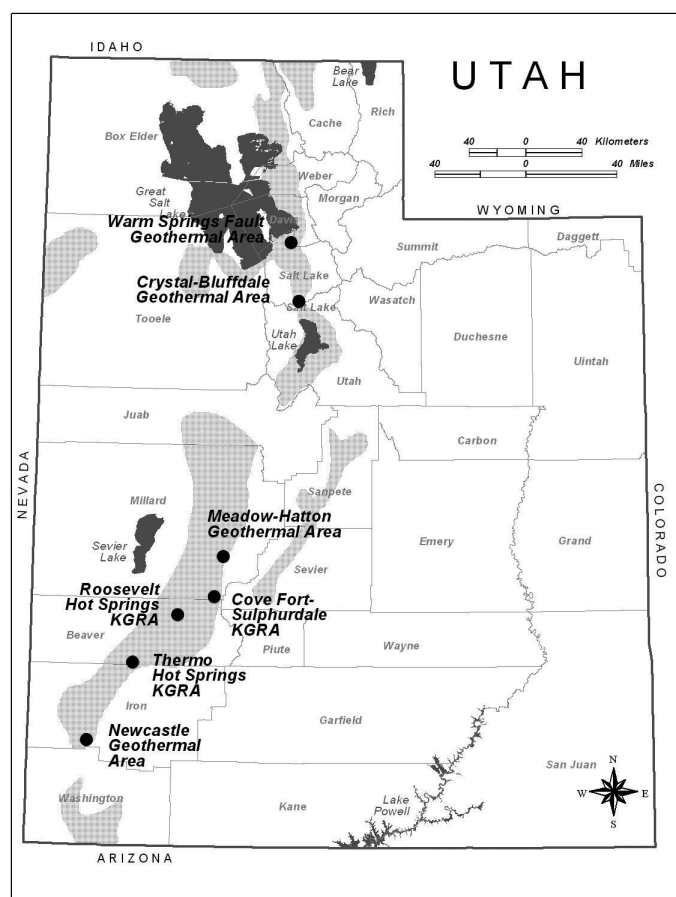 IDAHO
UTAH
Bear
Lake
Rich
Cache
Box Elder
40 0 40 Kilometers
40 0 40 Miles
Weber
Great
Salt
Lake
Morgan
WYOMING
Davis
Warm Springs Fault
Geothermal Area
Summit
Daggett
Salt Lake
Crystal-Bluffdale
Geothermal Area
Wasatch
Salt Lake
Tooele
Utah
Lake
Duchesne
Uintah
Utah
Juab
Carbon
NEVADA
COLORADO
Millard
Sanpete
Meadow-Hatton
Geothermal Area
Sevier
Lake
Emery
Grand
Sevier
Roosevelt
Hot Springs
KGRA
Cove Fort-
Sulphurdale
KGRA
Beaver
Piute
Wayne
Thermo
Hot Springs
KGRA
Iron
Garfield
Newcastle
Geothermal
Area
San Juan
N
W E
S
Washington
Kane
Lake
Powell
ARIZONA